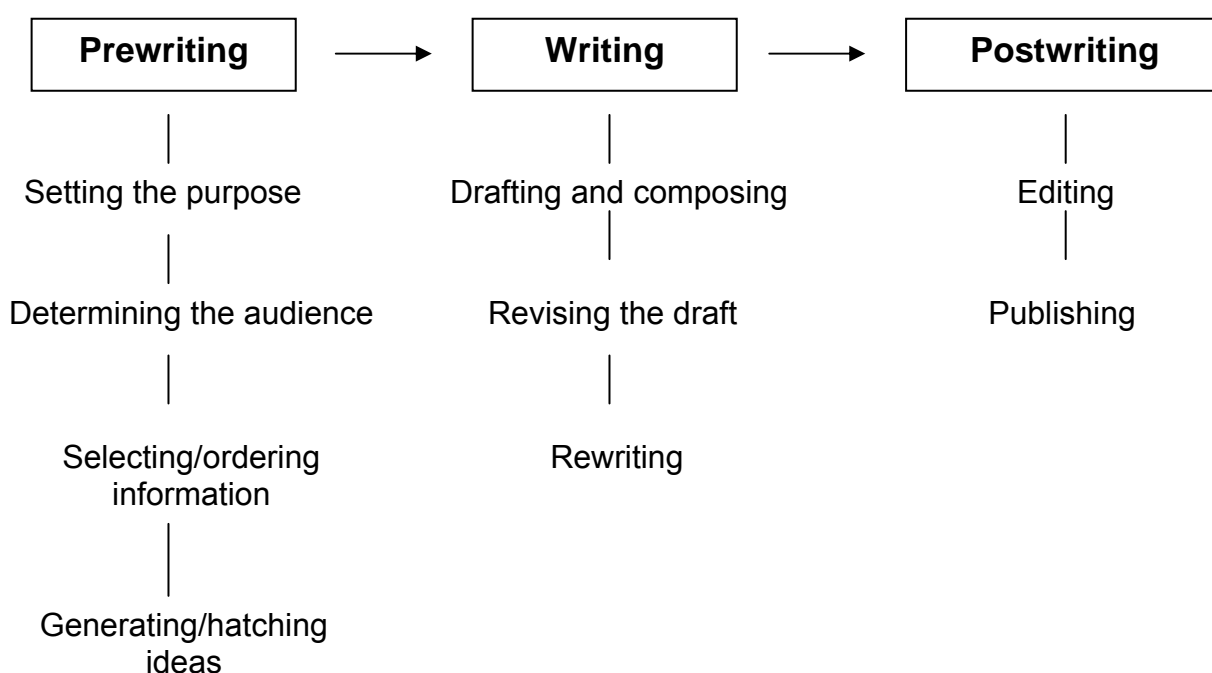 Prewriting
Writing
Postwriting
Setting the purpose
Drafting and composing
Editing
Determining the audience
Revising the draft
Publishing
Selecting/ordering
information
Rewriting
Generating/hatching
ideas